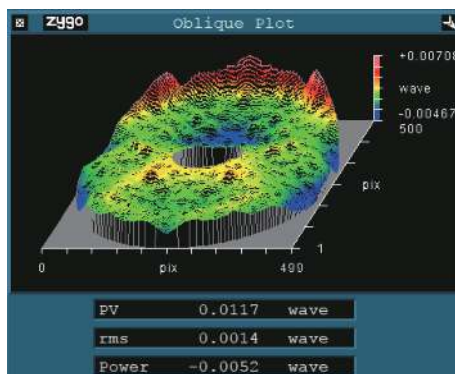 zygo Oblique Plot
+0.00708
wave
-0.00467
500
pix
1
0 pix 499
PV 0.0117 wave
rms 0.0014 wave
Power -0.0052 wave